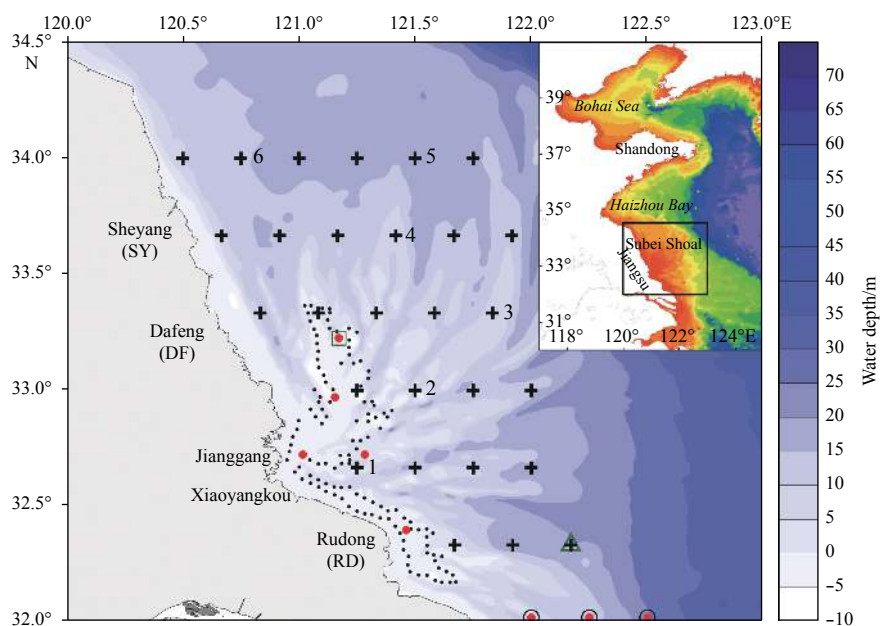 120.0° 120.5° 121.0° 121.5° 122.0° 122.5° 123.0°E
34.5°
N
34.0°
33.5°
33.0°
32.5°
32.0°
6 5
Sheyang
(SY)
4
3
Dafeng
(DF)
2
Jianggang
1
Xiaoyangkou
Rudong
(RD)
39°
37°
35°
33°
31°
Bohai Sea
Shandong
Haizhou Bay
Subei Shoal
Jiangsu
118° 120° 122° 124°E
70
65
60
55
50
45
40
35
30
25
20
15
10
5
0
−5
−10
Water depth/m